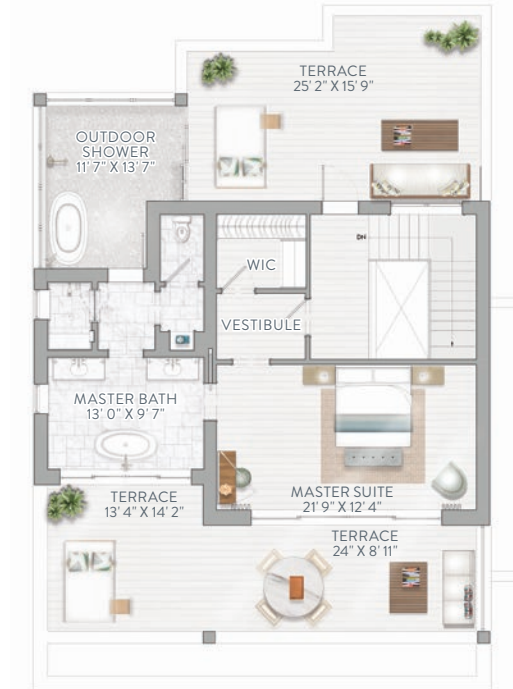 TERRACE
25' 2" X 15' 9"
OUTDOOR
SHOWER
11' 7" X 13' 7"
DN
WIC
VESTIBULE
MASTER BATH
13' 0" X 9' 7"
MASTER SUITE
21' 9" X 12' 4"
TERRACE
13' 4" X 14' 2"
TERRACE
24" X 8' 11"